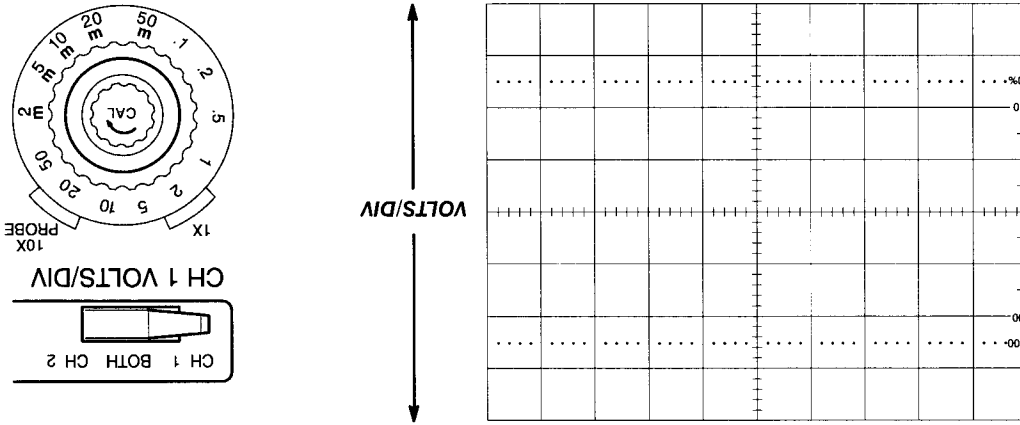 CH 1 BOTH CH 2
CH 1 VOLTS/DIV
1X
10X
PROBE
2 m
5 m
10 m
20 m
50 m
.1
.2
.5
1
2
5
10
20
50
CAL
VOLTS/DIV